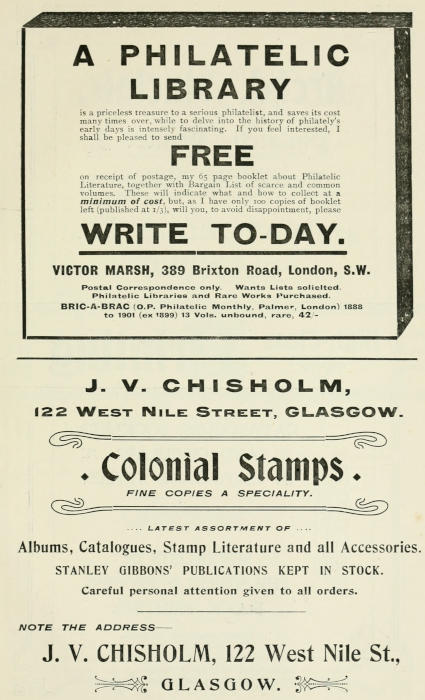 A PHILATELIC
LIBRARY
is a priceless treasure to a serious philatelist, and saves its cost
many times over, while to delve into the history of philately's
early days is intensely fascinating. If you feel interested, I
shall be pleased to send
FREE
on receipt of postage, my 65 page booklet about Philatelic
Literature, together with Bargain List of scarce and common
volumes. These will indicate what and how to collect at a
minimum of cost, but, as I have only 100 copies of booklet
left (published at 1/3), will you, to avoid disappointment, please
WRITE TO-DAY.
VICTOR MARSH, 389 Brixton Road, London, S.W.
Postal Correspondence only. Wants Lists solicited.
Philatelic Libraries and Rare Works Purchased.
BRIC-A-BRAC (O.P. Philatelic Monthly, Palmer, London) 1888
to 1901 (ex 1899) 13 Vols. unbound, rare, 42/-
J. V. CHISHOLM,
122 WEST NILE STREET, GLASGOW.
. Colonial Stamps .
FINE COPIES A SPECIALITY.
.... LATEST ASSORTMENT OF ....
Albums, Catalogues, Stamp Literature and all Accessories.
STANLEY GIBBONS' PUBLICATIONS KEPT IN STOCK.
Careful personal attention given to all orders.
NOTE THE ADDRESS—
J. V. CHISHOLM, 122 West Nile St.,
GLASGOW.